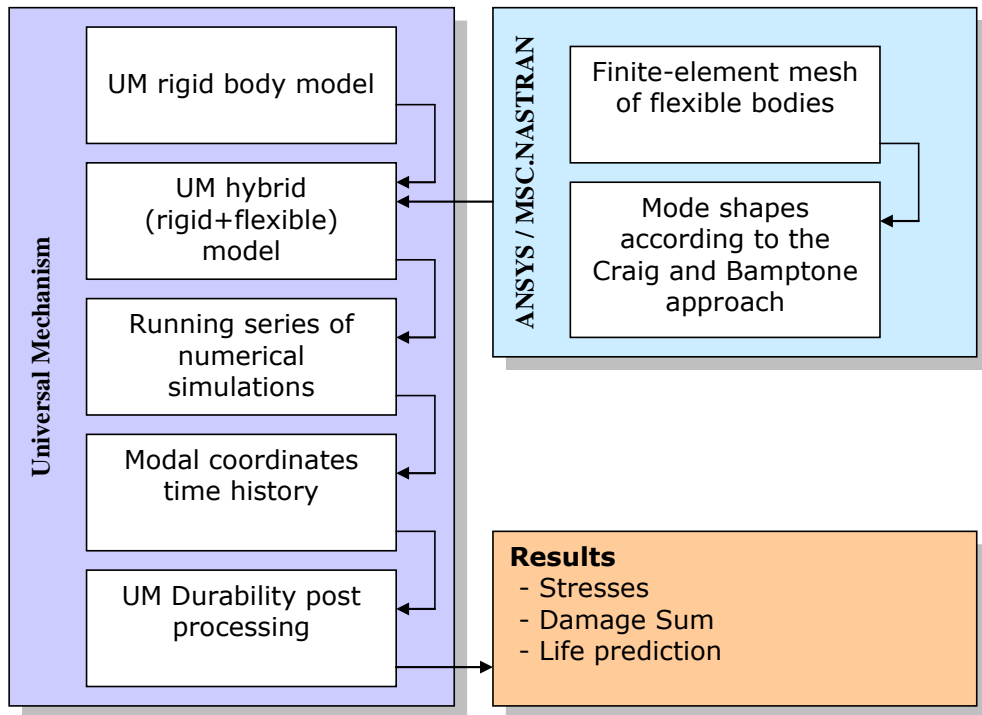 Universal Mechanism
UM rigid body model
UM hybrid
(rigid+flexible)
model
Running series of
numerical
simulations
Modal coordinates
time history
UM Durability post
processing
ANSYS / MSC.NASTRAN
Finite-element mesh
of flexible bodies
Mode shapes
according to the
Craig and Bamptone
approach
Results
- Stresses
- Damage Sum
- Life prediction